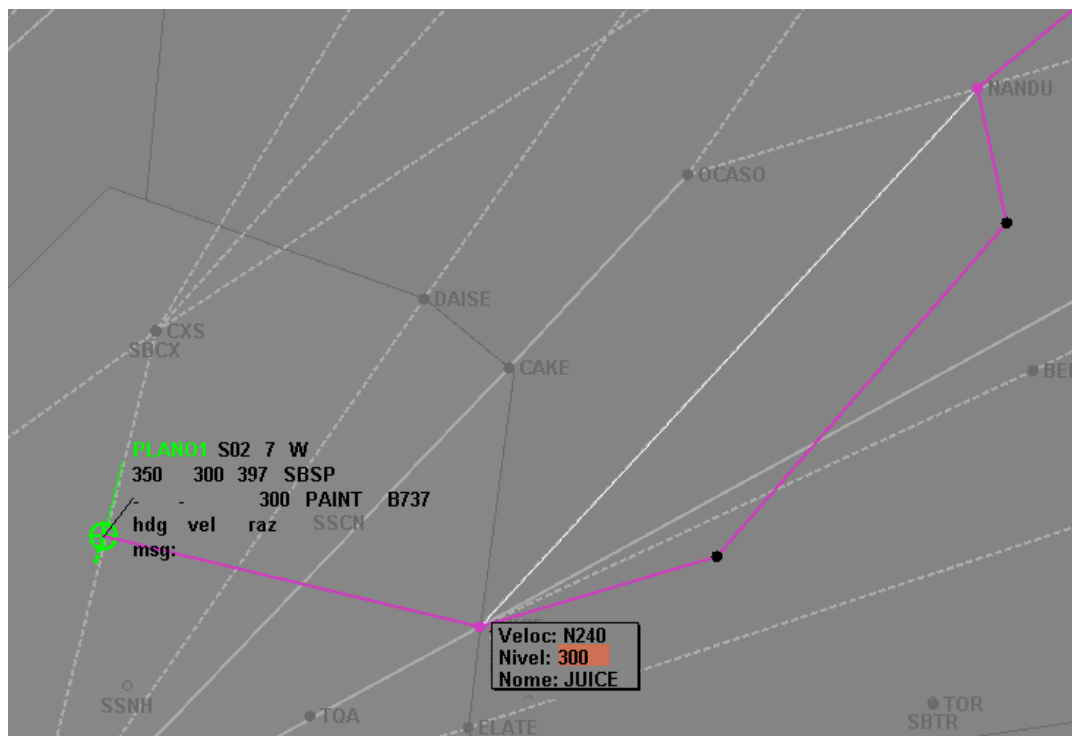 NANDU
OCASO
DAISE
CXS
SBCX
CAKE
PLANO1 S02 7 W
350 300 397 SBSP
- - 300 PAINT B737
hdg vel raz
SSCN
msg:
Veloc: N240
Nivel: 300
Nome: JUICE
SSNH
TQA
ELATE
TOR
SBTR